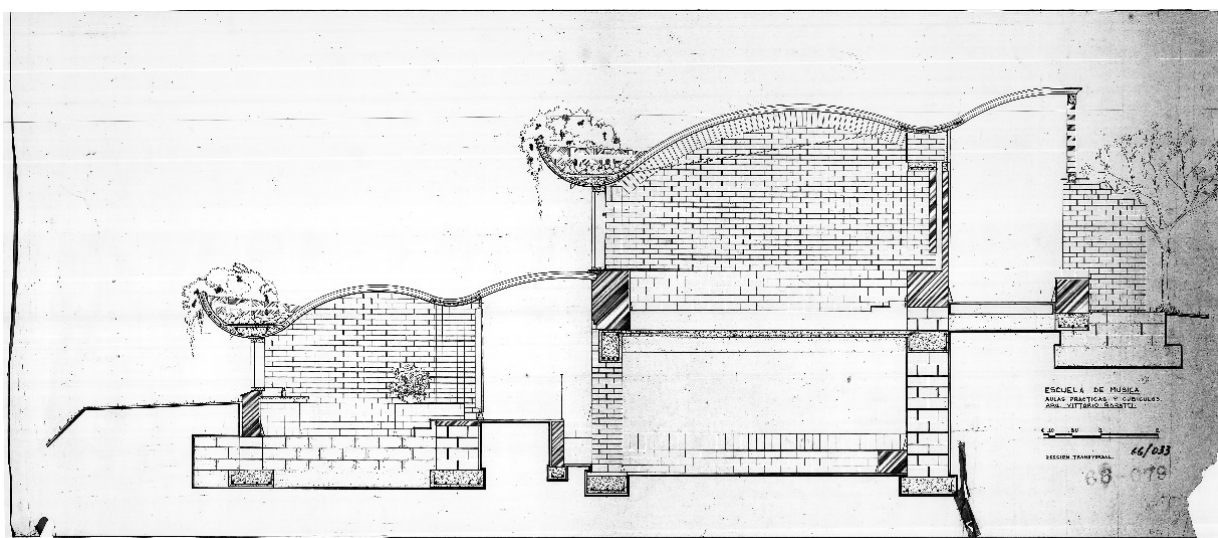 ESCUELA DE MUSICA
AULAS PRACTICAS Y CUBICULOS
ARQ. VITTORIO GARATTI
SECCION TRANSVERSAL
66/033
68-079